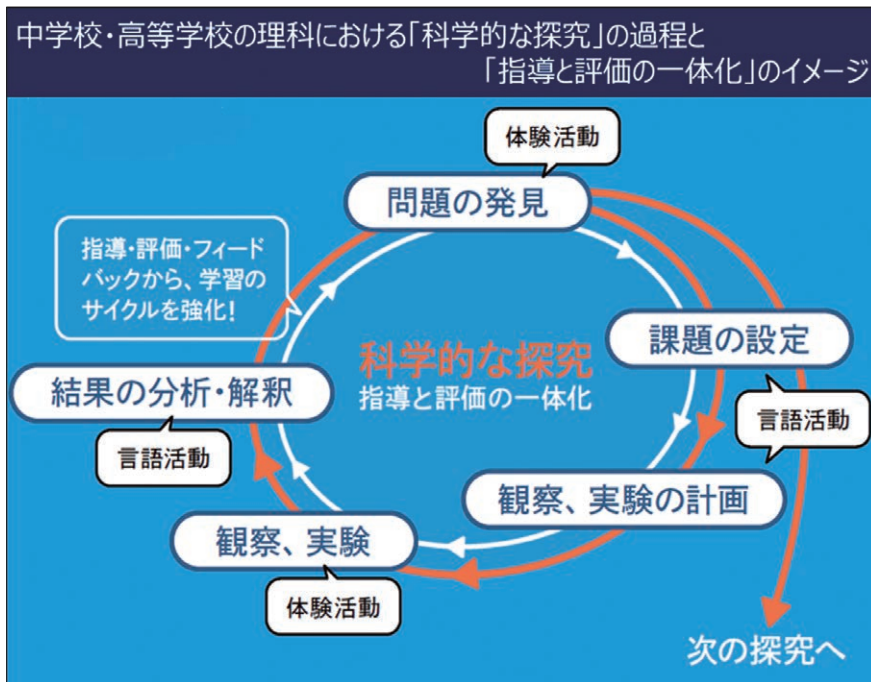 中学校・高等学校の理科における「科学的な探究」の過程と
「指導と評価の一体化」のイメージ
体験活動
問題の発見
指導・評価・フィード
バックから、学習の
サイクルを強化!
課題の設定
科学的な探究
指導と評価の一体化
結果の分析・解釈
言語活動
言語活動
観察、実験の計画
観察、実験
体験活動
次の探究へ